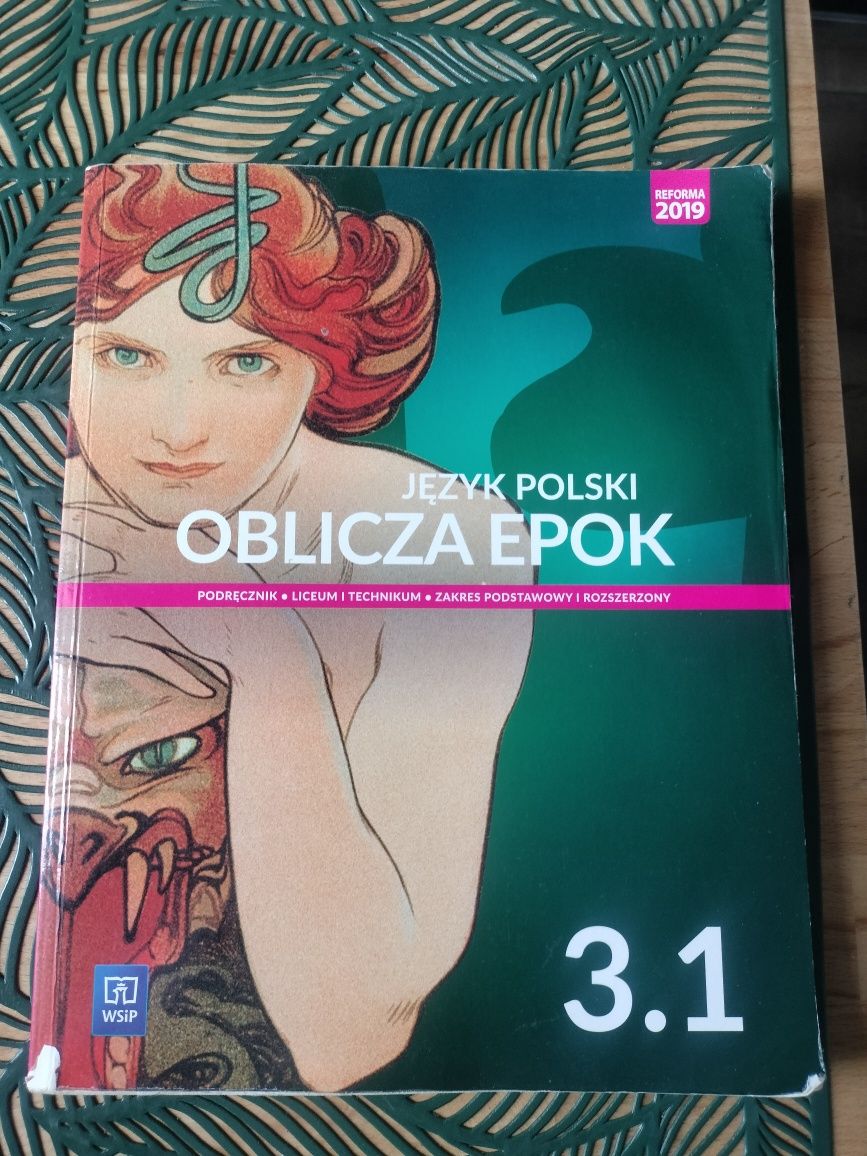 REFORMA
2019
JĘZYK POLSKI
OBLICZA EPOK
PODRĘCZNIK • LICEUM I TECHNIKUM • ZAKRES PODSTAWOWY I ROZSZERZONY
3.1
WSiP